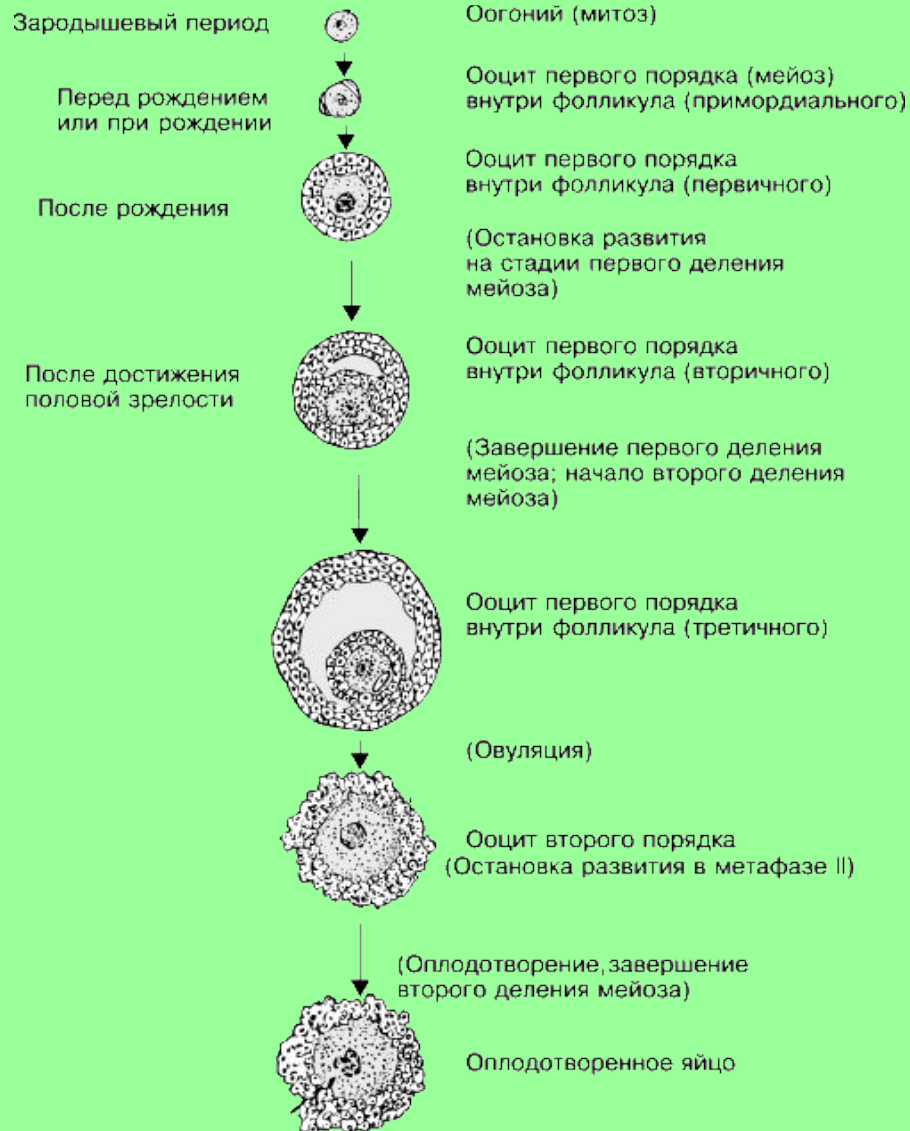 Зародышевый период
Оогоний (митоз)
Перед рождением
или при рождении
Ооцит первого порядка (мейоз)
внутри фолликула (примордиального)
После рождения
Ооцит первого порядка
внутри фолликула (первичного)
(Остановка развития
на стадии первого деления
мейоза)
После достижения
половой зрелости
Ооцит первого порядка
внутри фолликула (вторичного)
(Завершение первого деления
мейоза; начало второго деления
мейоза)
Ооцит первого порядка
внутри фолликула (третичного)
(Овуляция)
Ооцит второго порядка
(Остановка развития в метафазе II)
(Оплодотворение, завершение
второго деления мейоза)
Оплодотворенное яйцо